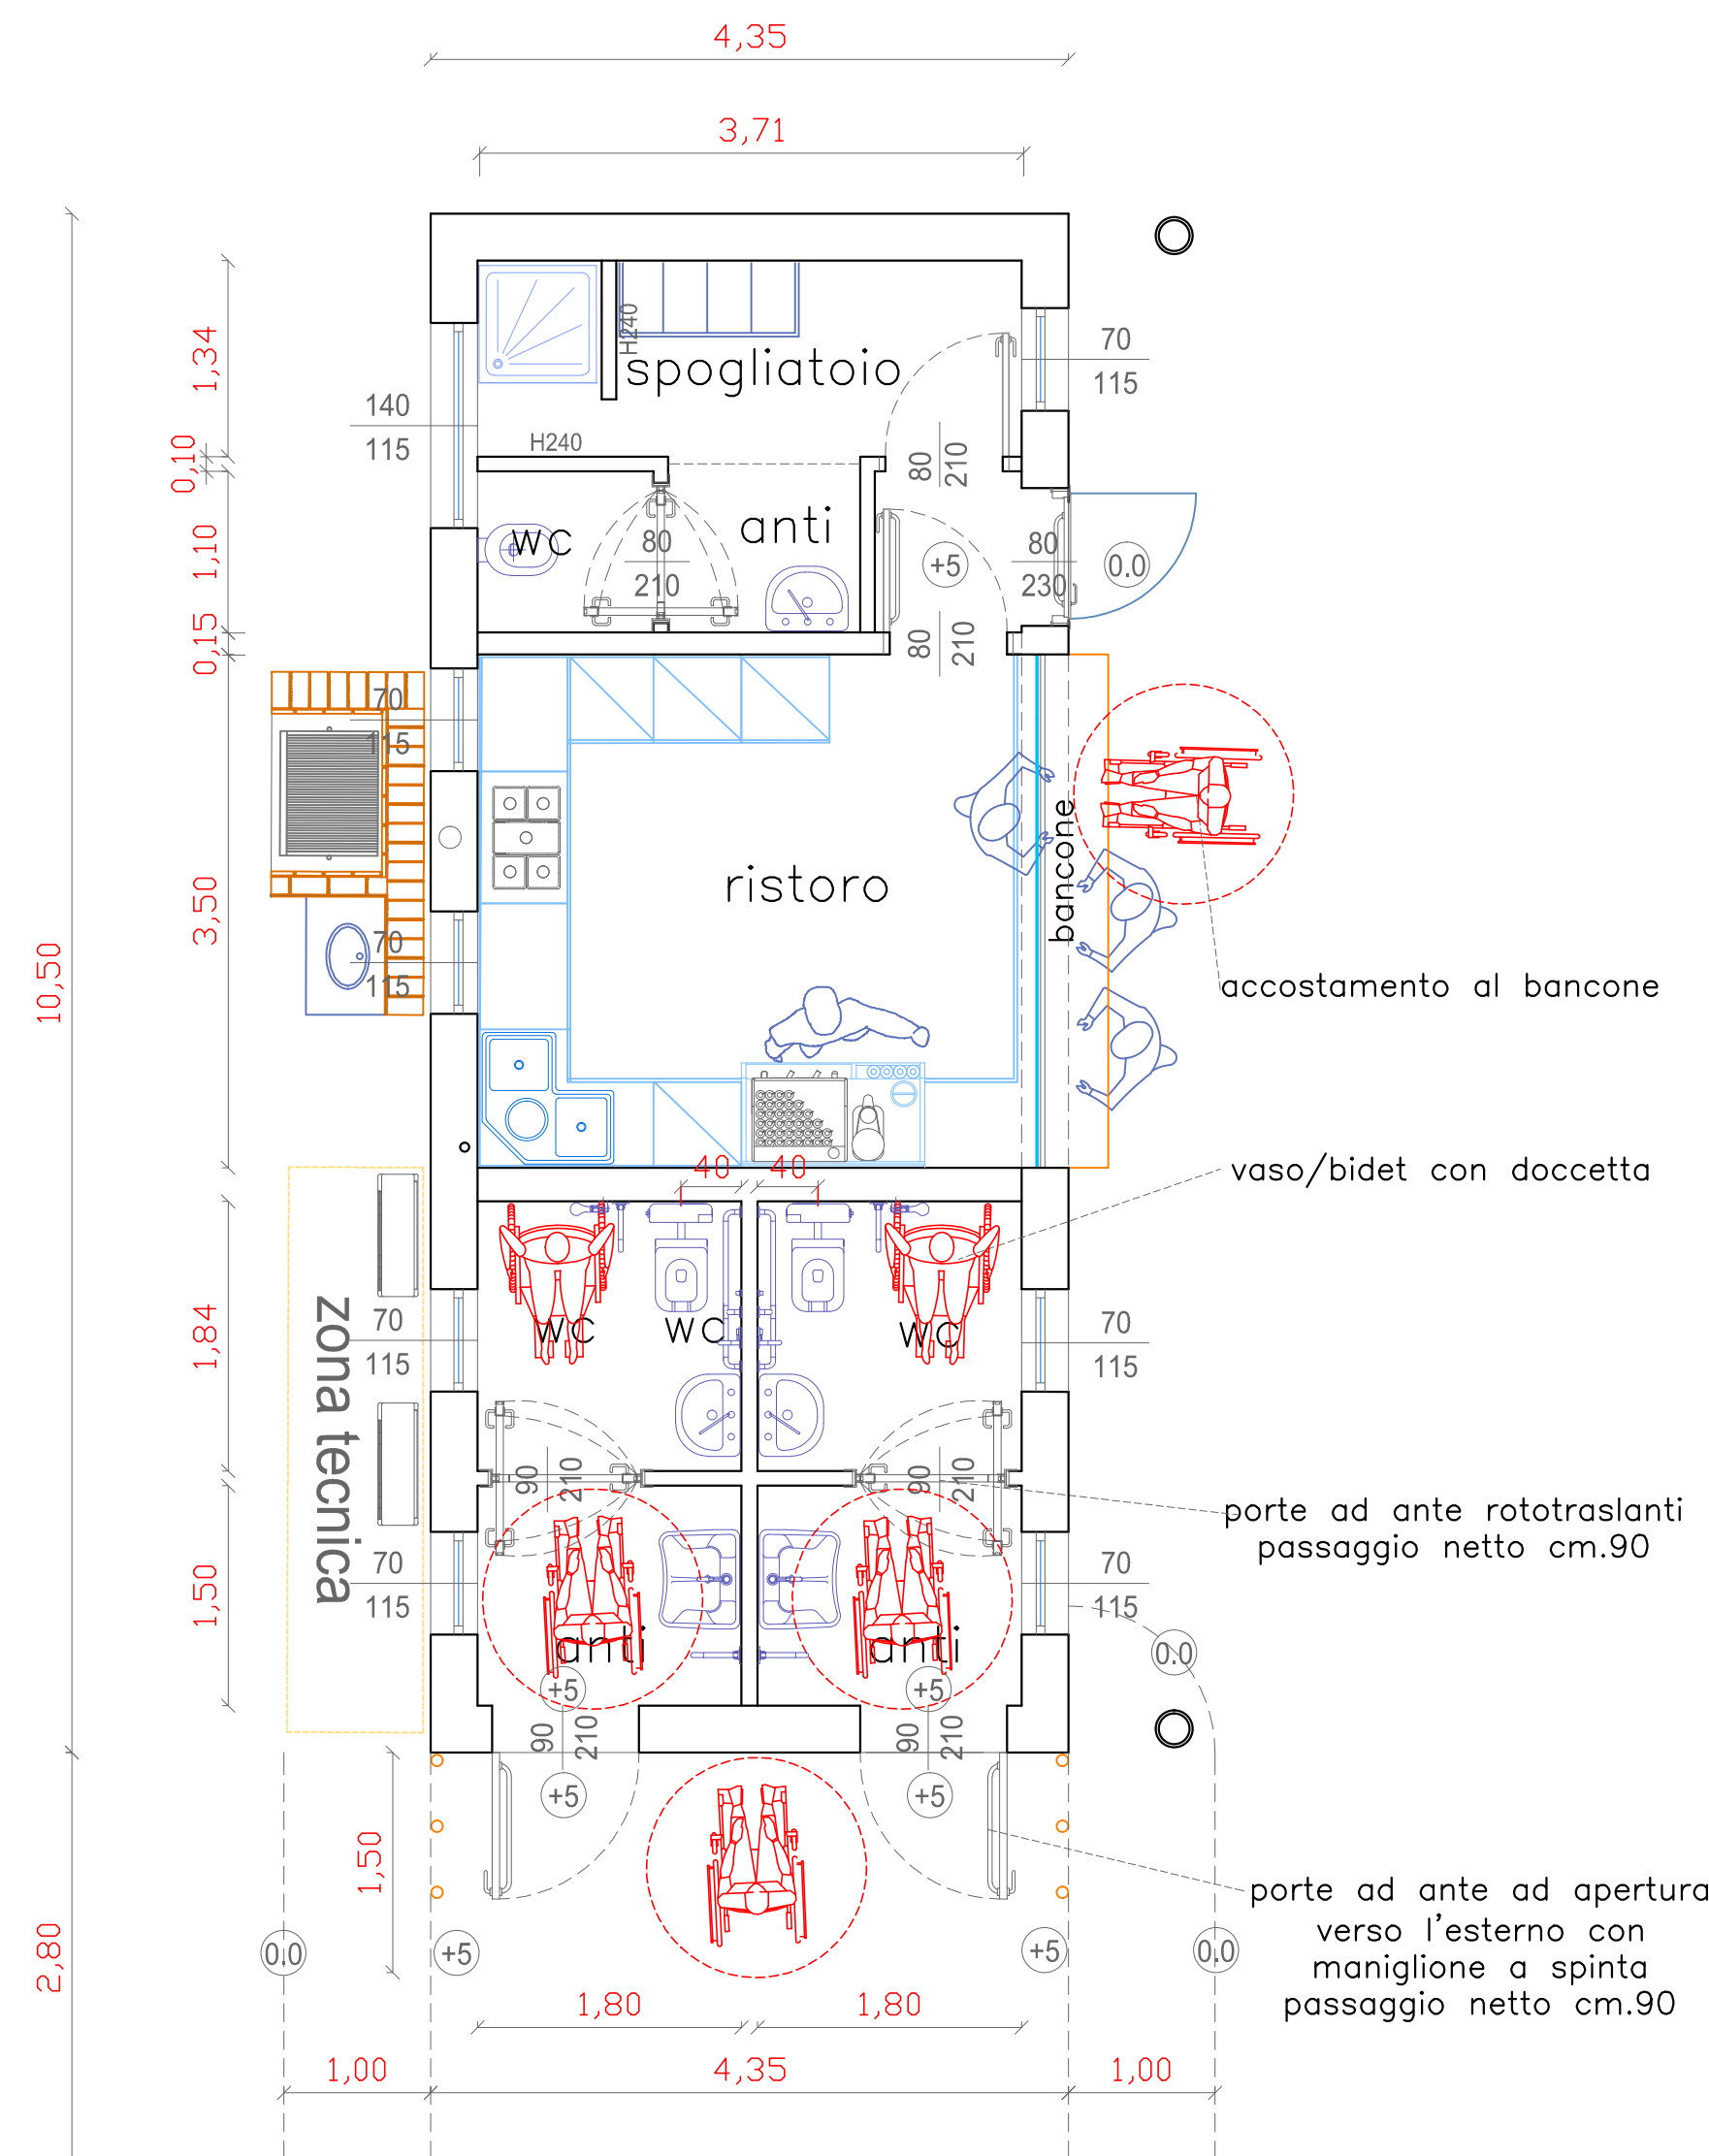 4,35
3,71
H240
spogliatoio
70
115
1,34
140
115
0,10
H240
80
210
WC
80
210
anti
+5
80
230
0.0
1,10
0,15
80
210
70
115
bancone
ristoro
3,50
10,50
70
115
accostamento al bancone
40
40
vaso/bidet con doccetta
zona tecnica
70
115
WC
WC
WC
70
115
1,84
90
210
90
210
porte ad ante rototraslanti
passaggio netto cm.90
70
115
70
115
1,50
anti
anti
0.0
+5
+5
90
210
90
210
+5
+5
1,50
porte ad ante ad apertura
verso l'esterno con
maniglione a spinta
passaggio netto cm.90
2,80
0.0
+5
+5
0.0
1,80
1,80
1,00
4,35
1,00